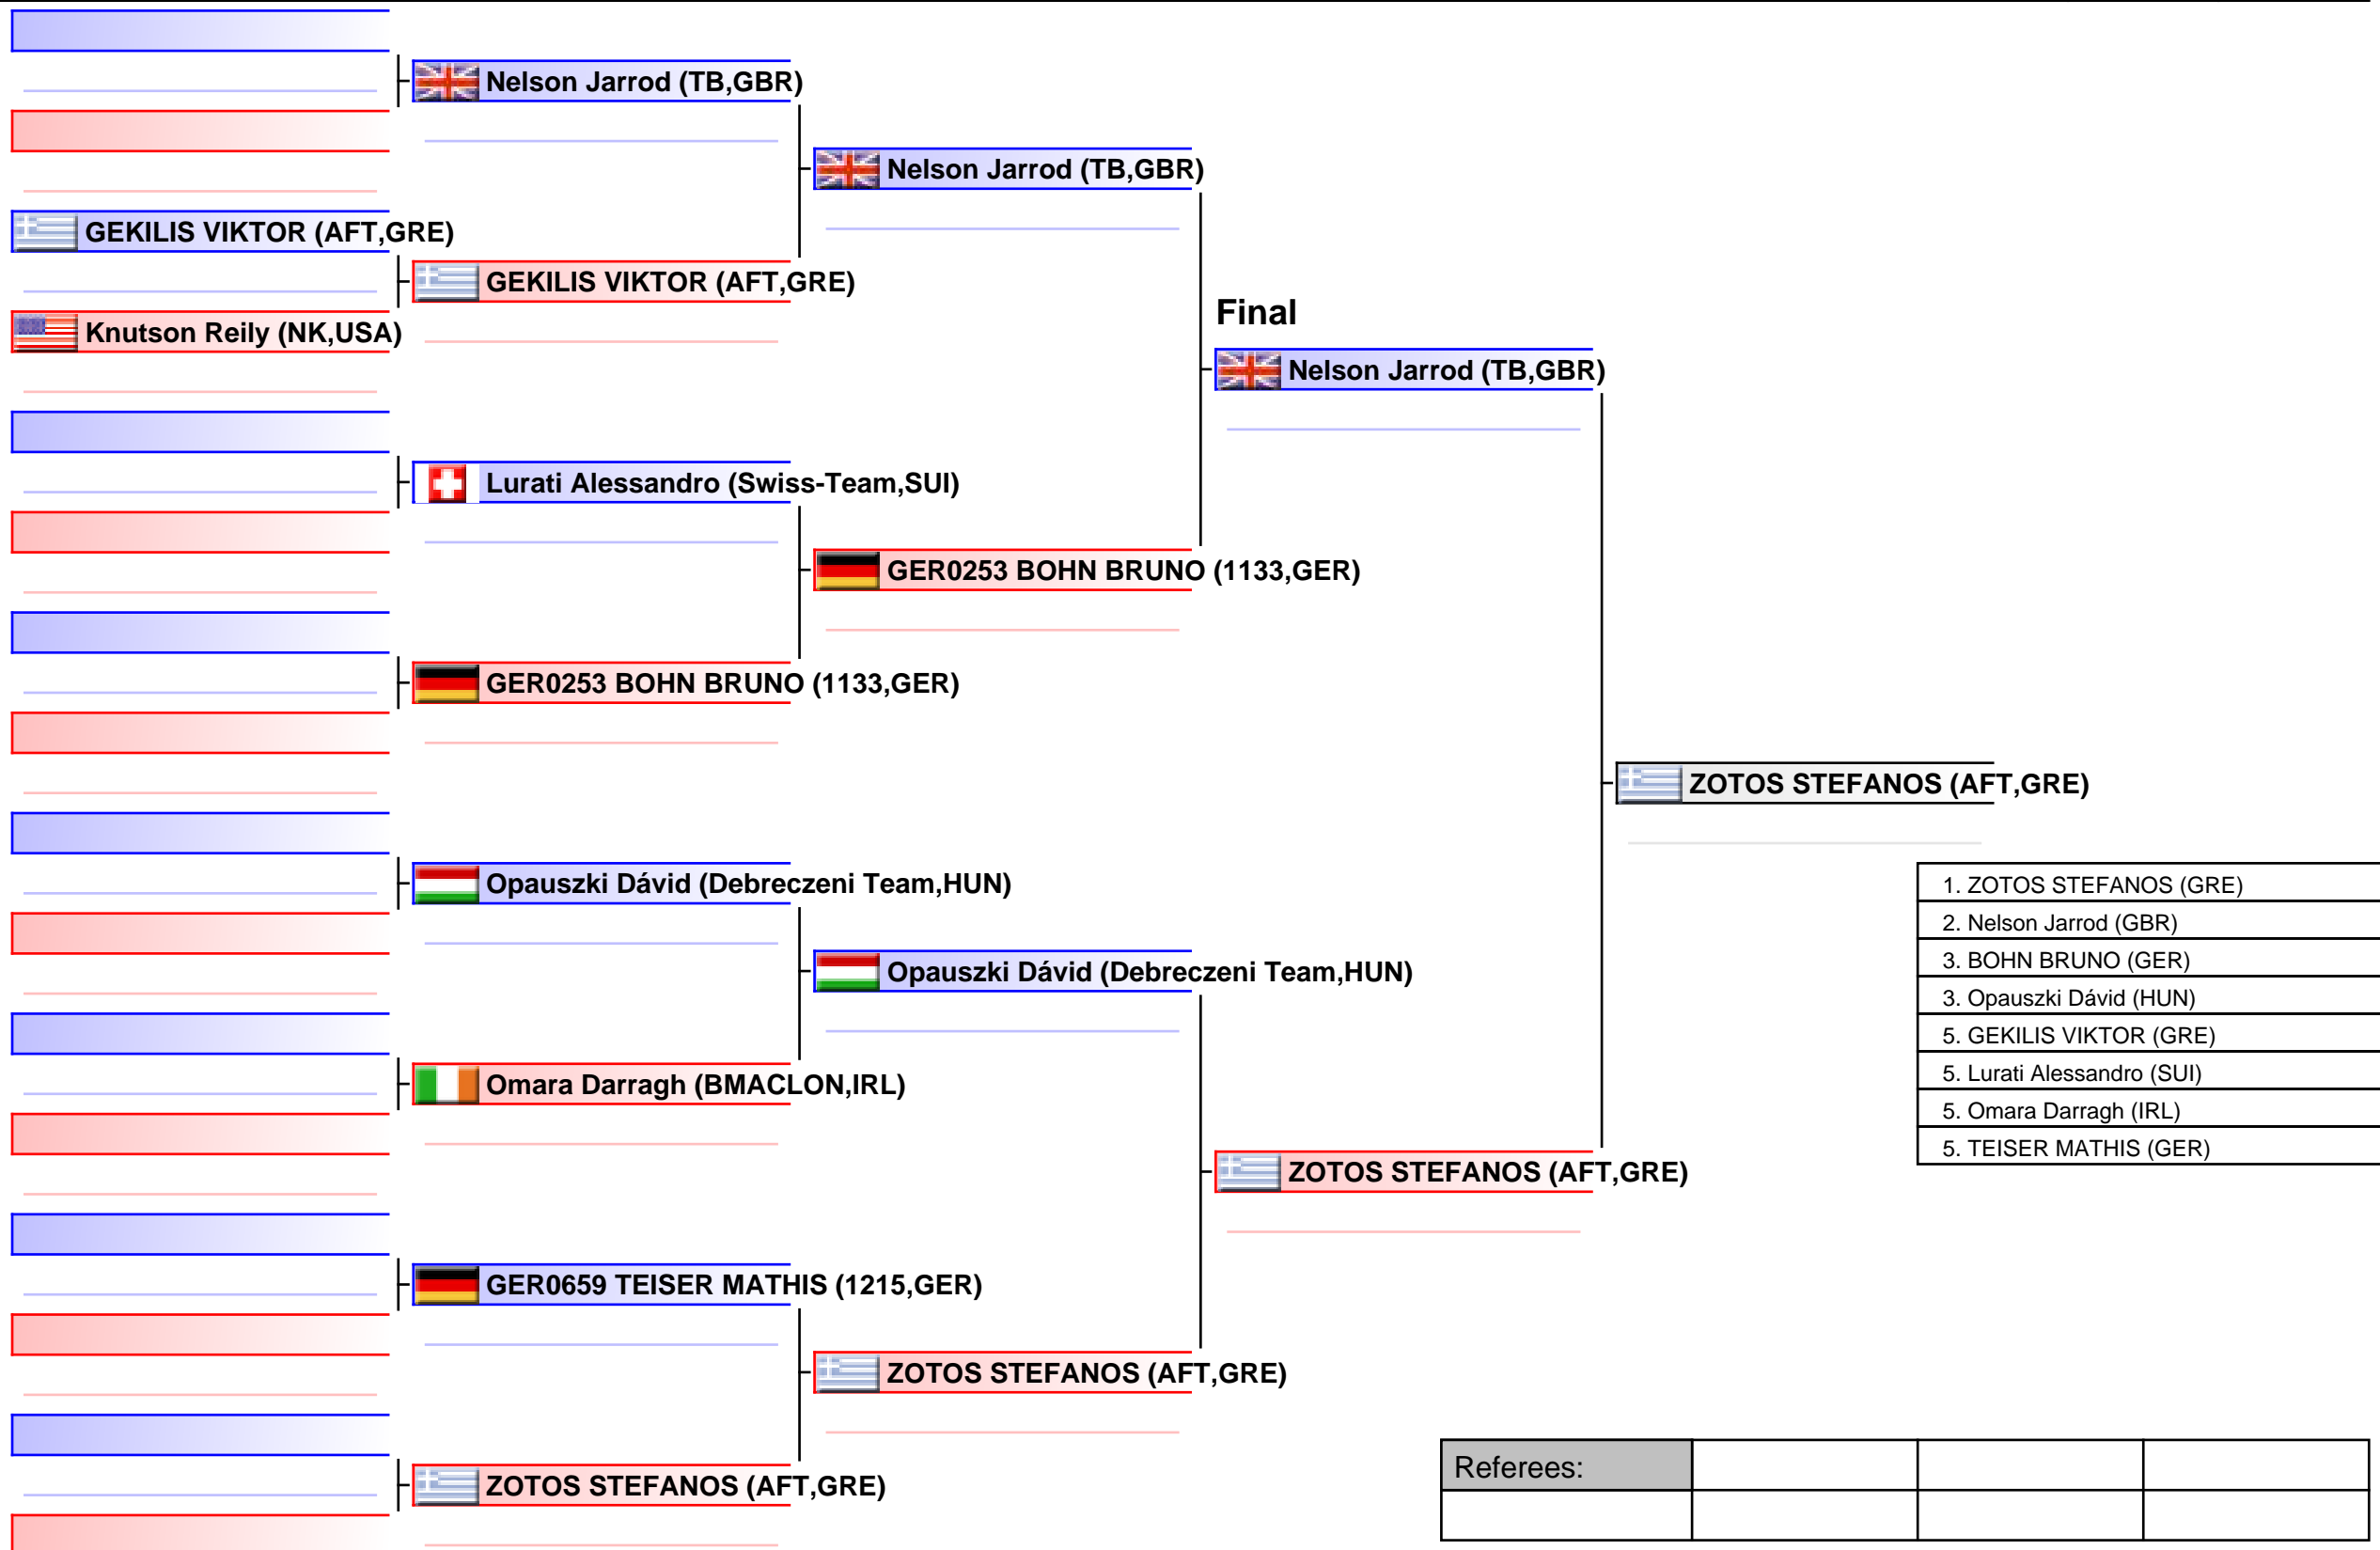 GEKILIS VIKTOR (AFT,GRE)
Knutson Reily (NK,USA)
Nelson Jarrod (TB,GBR)
GEKILIS VIKTOR (AFT,GRE)
Lurati Alessandro (Swiss-Team,SUI)
GER0253 BOHN BRUNO (1133,GER)
Opauszki Dávid (Debreczeni Team,HUN)
Omara Darragh (BMACLON,IRL)
GER0659 TEISER MATHIS (1215,GER)
ZOTOS STEFANOS (AFT,GRE)
Nelson Jarrod (TB,GBR)
GER0253 BOHN BRUNO (1133,GER)
Opauszki Dávid (Debreczeni Team,HUN)
ZOTOS STEFANOS (AFT,GRE)
Final
Nelson Jarrod (TB,GBR)
ZOTOS STEFANOS (AFT,GRE)
ZOTOS STEFANOS (AFT,GRE)
1. ZOTOS STEFANOS (GRE)
2. Nelson Jarrod (GBR)
3. BOHN BRUNO (GER)
3. Opauszki Dávid (HUN)
5. GEKILIS VIKTOR (GRE)
5. Lurati Alessandro (SUI)
5. Omara Darragh (IRL)
5. TEISER MATHIS (GER)
Referees: